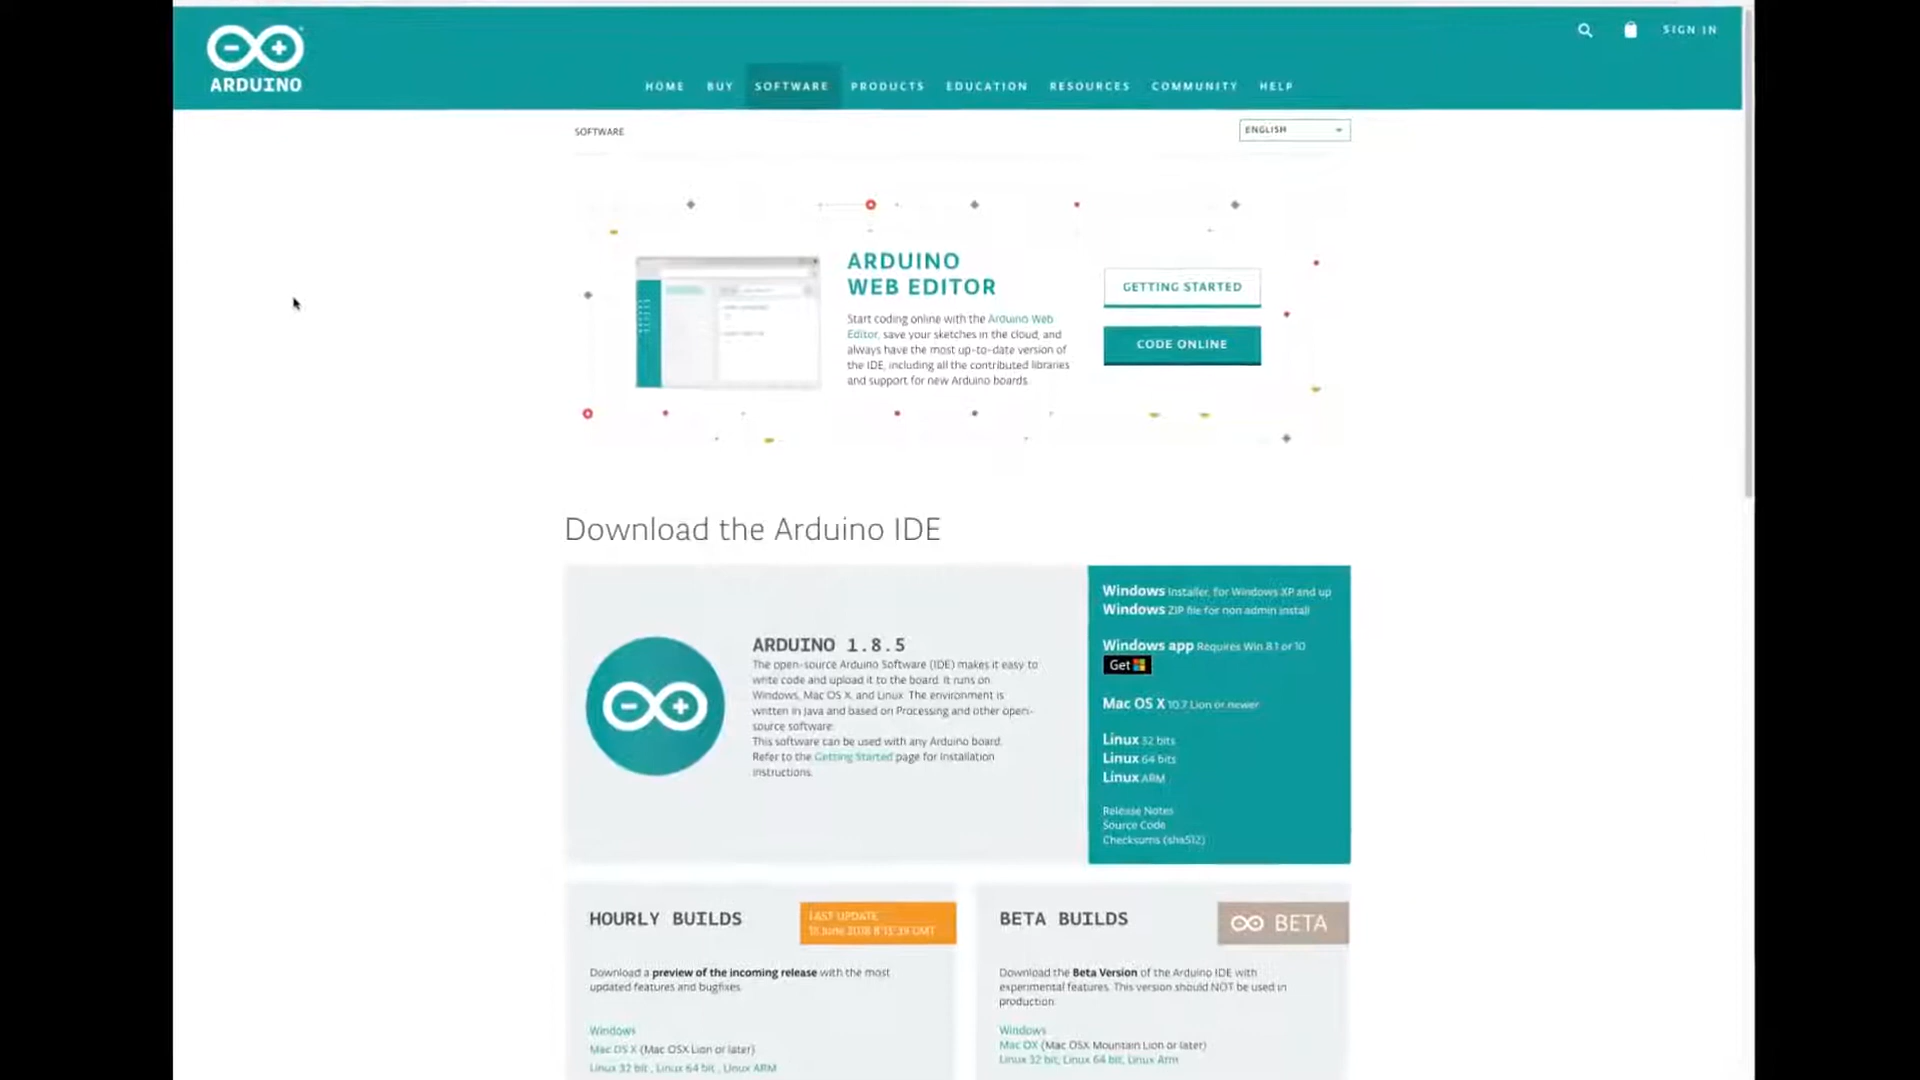 SIGN IN
ARDUINO
HOME BUY SOFTWARE PRODUCTS EDUCATION RESOURCES COMMUNITY HELP
SOFTWARE
ENGLISH
ARDUINO
WEB EDITOR
Start coding online with the Arduino Web
Editor, save your sketches in the cloud, and
always have the most up-to-date version of
the IDE, including all the contributed libraries
and support for new Arduino boards.
GETTING STARTED
CODE ONLINE
Download the Arduino IDE
ARDUINO 1.8.5
The open-source Arduino Software (IDE) makes it easy to
write code and upload it to the board. It runs on
Windows, Mac OS X, and Linux. The environment is
written in Java and based on Processing and other open-
source software.
This software can be used with any Arduino board.
Refer to the Getting Started page for Installation
instructions.
Windows Installer, for Windows XP and up
Windows ZIP file for non admin install
Windows app Requires Win 8.1 or 10
Get
Mac OS X 10.7 Lion or newer
Linux 32 bits
Linux 64 bits
Linux ARM
Release Notes
Source Code
Checksums (sha512)
HOURLY BUILDS
LAST UPDATE
June 2018 GMT
Download a preview of the incoming release with the most
updated features and bugfixes.
Windows
Mac OS X (Mac OSX Lion or later)
Linux 32 bit, Linux 64 bit, Linux ARM
BETA BUILDS
BETA
Download the Beta Version of the Arduino IDE with
experimental features. This version should NOT be used in
production.
Windows
Mac OX (Mac OSX Mountain Lion or later)
Linux 32 bit, Linux 64 bit, Linux Arm